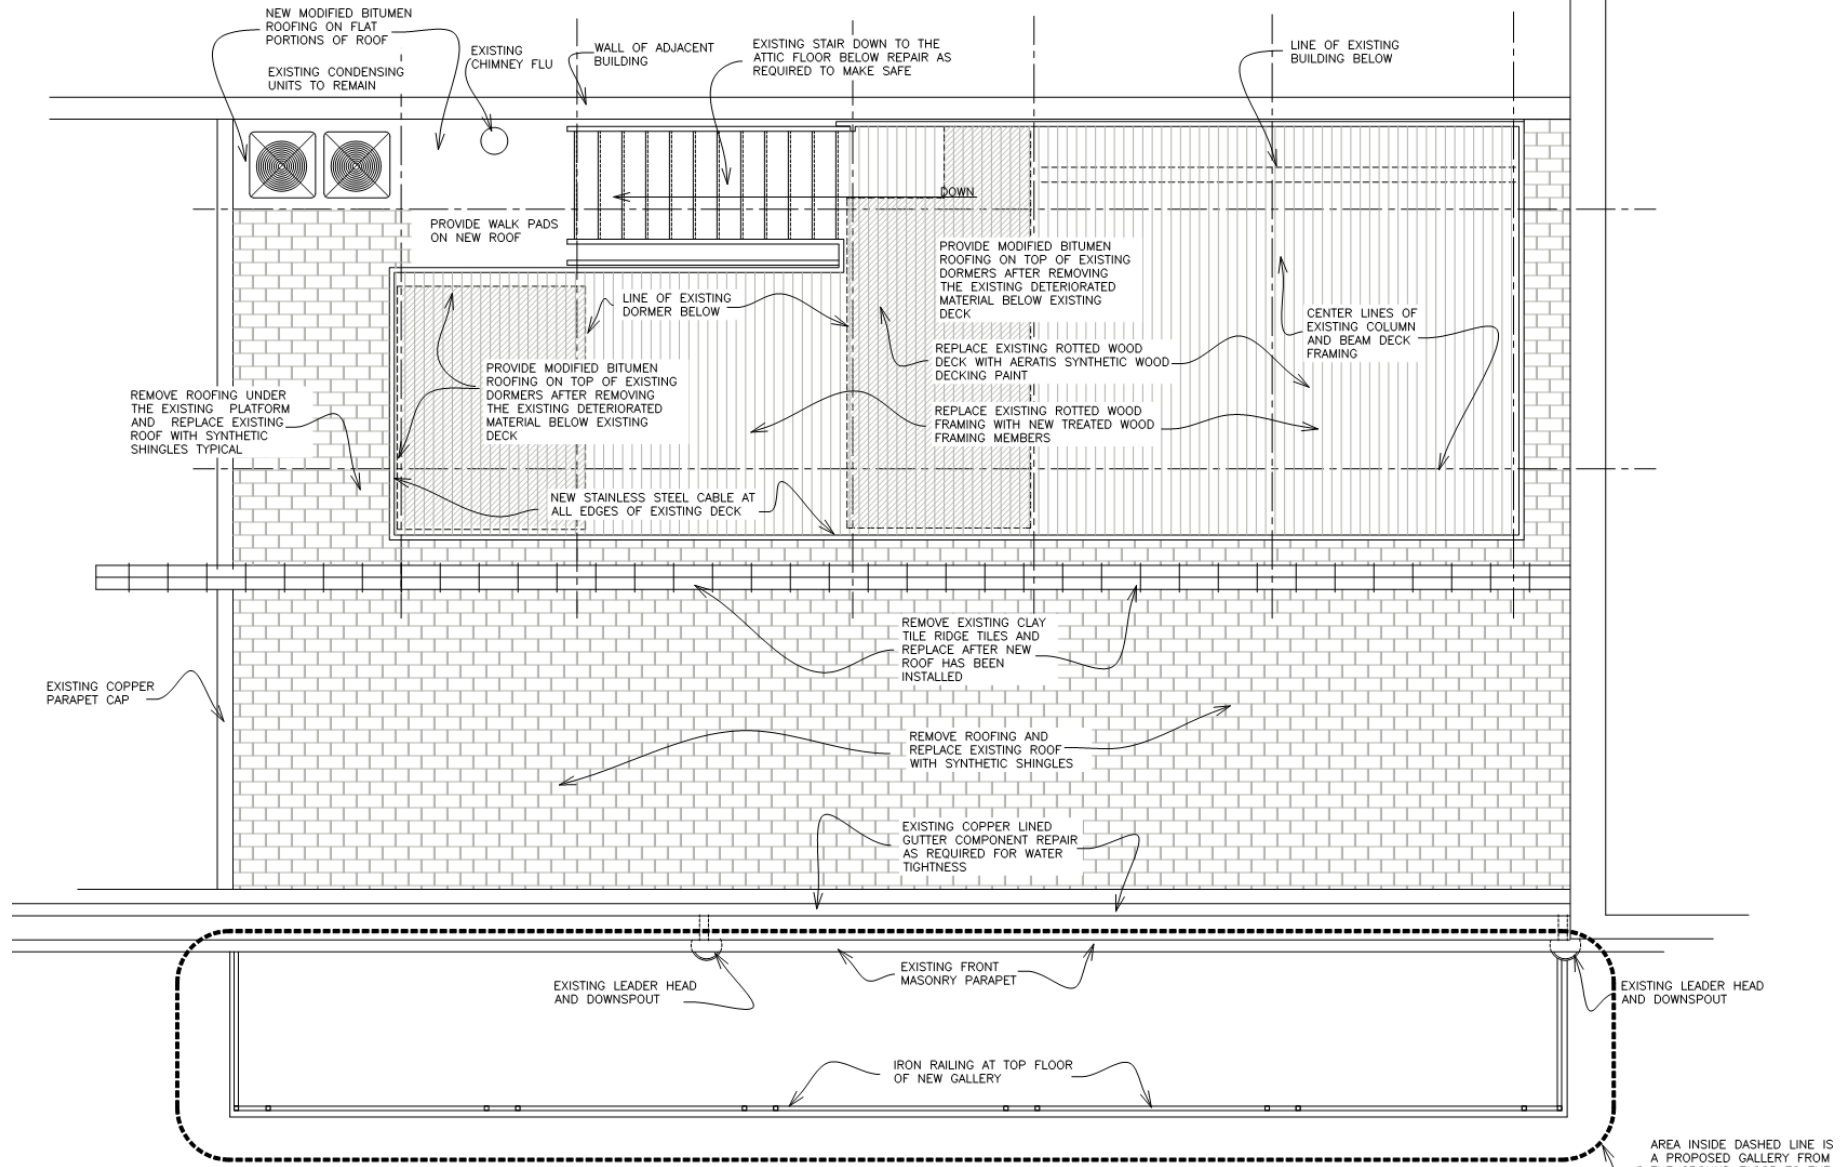 NEW MODIFIED BITUMEN
ROOFING ON FLAT
PORTIONS OF ROOF
EXISTING CONDENSING
UNITS TO REMAIN
EXISTING
CHIMNEY FLU
WALL OF ADJACENT
BUILDING
EXISTING STAIR DOWN TO THE
ATTIC FLOOR BELOW REPAIR AS
REQUIRED TO MAKE SAFE
LINE OF EXISTING
BUILDING BELOW
DOWN
PROVIDE WALK PADS
ON NEW ROOF
PROVIDE MODIFIED BITUMEN
ROOFING ON TOP OF EXISTING
DORMERS AFTER REMOVING
THE EXISTING DETERIORATED
MATERIAL BELOW EXISTING
DECK
LINE OF EXISTING
DORMER BELOW
CENTER LINES OF
EXISTING COLUMN
AND BEAM DECK
FRAMING
REPLACE EXISTING ROTTED WOOD
DECK WITH AERATIS SYNTHETIC WOOD
DECKING PAINT
PROVIDE MODIFIED BITUMEN
ROOFING ON TOP OF EXISTING
DORMERS AFTER REMOVING
THE EXISTING DETERIORATED
MATERIAL BELOW EXISTING
DECK
REMOVE ROOFING UNDER
THE EXISTING PLATFORM
AND REPLACE EXISTING
ROOF WITH SYNTHETIC
SHINGLES TYPICAL
REPLACE EXISTING ROTTED WOOD
FRAMING WITH NEW TREATED WOOD
FRAMING MEMBERS
NEW STAINLESS STEEL CABLE AT
ALL EDGES OF EXISTING DECK
REMOVE EXISTING CLAY
TILE RIDGE TILES AND
REPLACE AFTER NEW
ROOF HAS BEEN
INSTALLED
EXISTING COPPER
PARAPET CAP
REMOVE ROOFING AND
REPLACE EXISTING ROOF
WITH SYNTHETIC SHINGLES
EXISTING COPPER LINED
GUTTER COMPONENT REPAIR
AS REQUIRED FOR WATER
TIGHTNESS
EXISTING FRONT
MASONRY PARAPET
EXISTING LEADER HEAD
AND DOWNSPOUT
EXISTING LEADER HEAD
AND DOWNSPOUT
IRON RAILING AT TOP FLOOR
OF NEW GALLERY
AREA INSIDE DASHED LINE IS
A PROPOSED GALLERY FROM